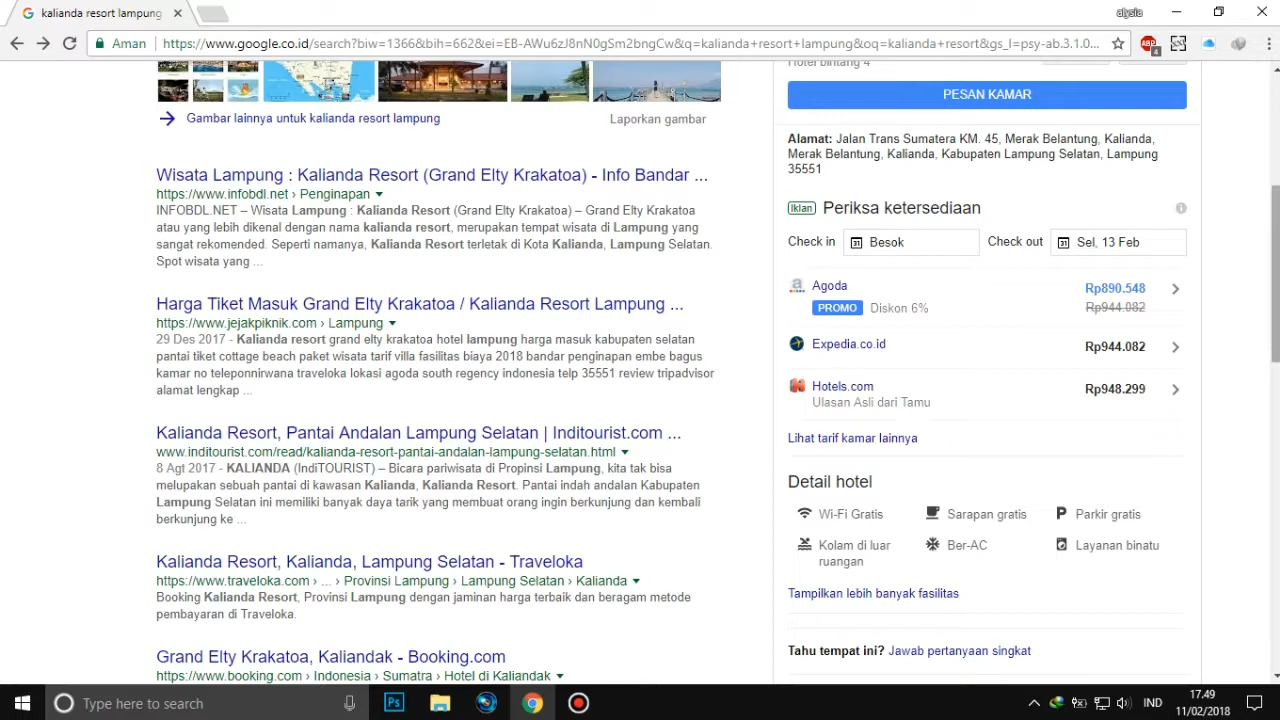 kalianda resort lampung
alysia
Aman
https://www.google.co.id/search?biw=1366&bih=662&ei=EB-AWu6zJ8nN0gSm2bngCw&q=kalianda+resort+lampung&oq=kalianda+resort&gs_l=psy-ab.3.1.0...
ABP
4
Gambar lainnya untuk kalianda resort lampung
Laporkan gambar
Wisata Lampung : Kalianda Resort (Grand Elty Krakatoa) - Info Bandar ...
https://www.infobdl.net › Penginapan
INFOBDL.NET – Wisata Lampung : Kalianda Resort (Grand Elty Krakatoa) – Grand Elty Krakatoa
atau yang lebih dikenal dengan nama kalianda resort, merupakan tempat wisata di Lampung yang
sangat rekomended. Seperti namanya, Kalianda Resort terletak di Kota Kalianda, Lampung Selatan.
Spot wisata yang ...
Harga Tiket Masuk Grand Elty Krakatoa / Kalianda Resort Lampung ...
https://www.jejakpiknik.com › Lampung
29 Des 2017 - Kalianda resort grand elty krakatoa hotel lampung harga masuk kabupaten selatan
pantai tiket cottage beach paket wisata tarif villa fasilitas biaya 2018 bandar penginapan embe bagus
kamar no teleponnirwana traveloka lokasi agoda south regency indonesia telp 35551 review tripadvisor
alamat lengkap ...
Kalianda Resort, Pantai Andalan Lampung Selatan | Inditourist.com ...
www.inditourist.com/read/kalianda-resort-pantai-andalan-lampung-selatan.html
8 Agt 2017 - KALIANDA (IndiTOURIST) – Bicara pariwisata di Propinsi Lampung, kita tak bisa
melupakan sebuah pantai di kawasan Kalianda, Kalianda Resort. Pantai indah andalan Kabupaten
Lampung Selatan ini memiliki banyak daya tarik yang membuat orang ingin berkunjung dan kembali
berkunjung ke ...
Kalianda Resort, Kalianda, Lampung Selatan - Traveloka
https://www.traveloka.com › ... › Provinsi Lampung › Lampung Selatan › Kalianda
Booking Kalianda Resort, Provinsi Lampung dengan jaminan harga terbaik dan beragam metode
pembayaran di Traveloka.
Grand Elty Krakatoa, Kaliandak - Booking.com
https://www.booking.com › Indonesia › Sumatra › Hotel di Kaliandak
Hotel bintang 4
PESAN KAMAR
Alamat: Jalan Trans Sumatera KM. 45, Merak Belantung, Kalianda,
Merak Belantung, Kalianda, Kabupaten Lampung Selatan, Lampung
35551
Iklan Periksa ketersediaan
Check in Besok Check out Sel, 13 Feb
Agoda Rp890.548
PROMO Diskon 6% Rp944.082
Expedia.co.id Rp944.082
Hotels.com Rp948.299
Ulasan Asli dari Tamu
Lihat tarif kamar lainnya
Detail hotel
Wi-Fi Gratis Sarapan gratis Parkir gratis
Kolam di luar Ber-AC Layanan binatu
ruangan
Tampilkan lebih banyak fasilitas
Tahu tempat ini? Jawab pertanyaan singkat
Type here to search
Ps
IND
17.49
11/02/2018